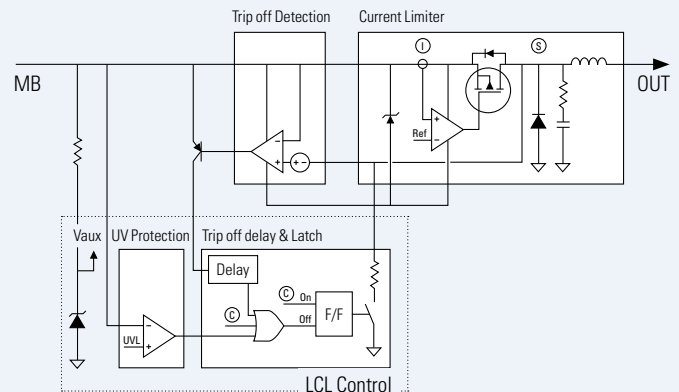 Trip off Detection
Current Limiter
I
S
MB
OUT
+
Ref
−
−
+
+ −
Vaux
UV Protection
Trip off delay & Latch
Delay
C
On
C
F/F
Off
−
UVL
+
LCL Control